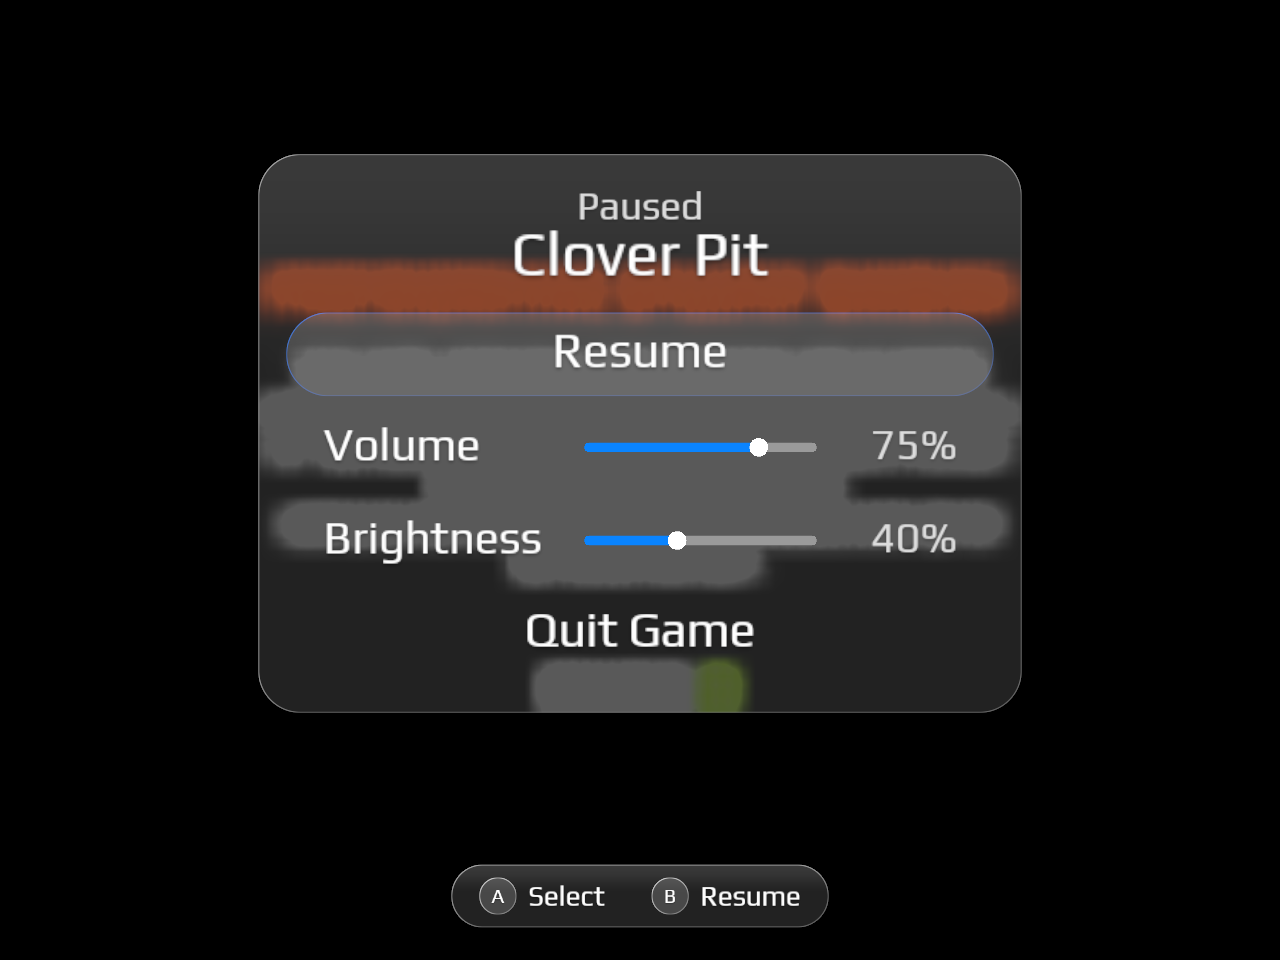 Paused
Clover Pit
Resume
Volume 75%
Brightness 40%
Quit Game
A Select B Resume